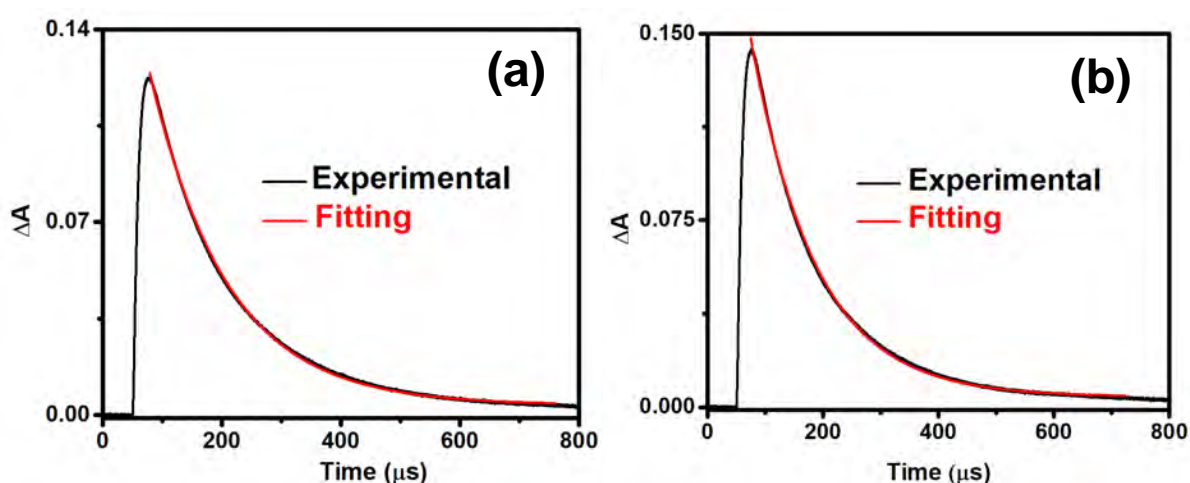 0.14
(a)
Experimental
Fitting
0.07
ΔA
0.00
0 200 400 600 800
Time (μs)
0.150
(b)
Experimental
Fitting
0.075
ΔA
0.000
0 200 400 600 800
Time (μs)